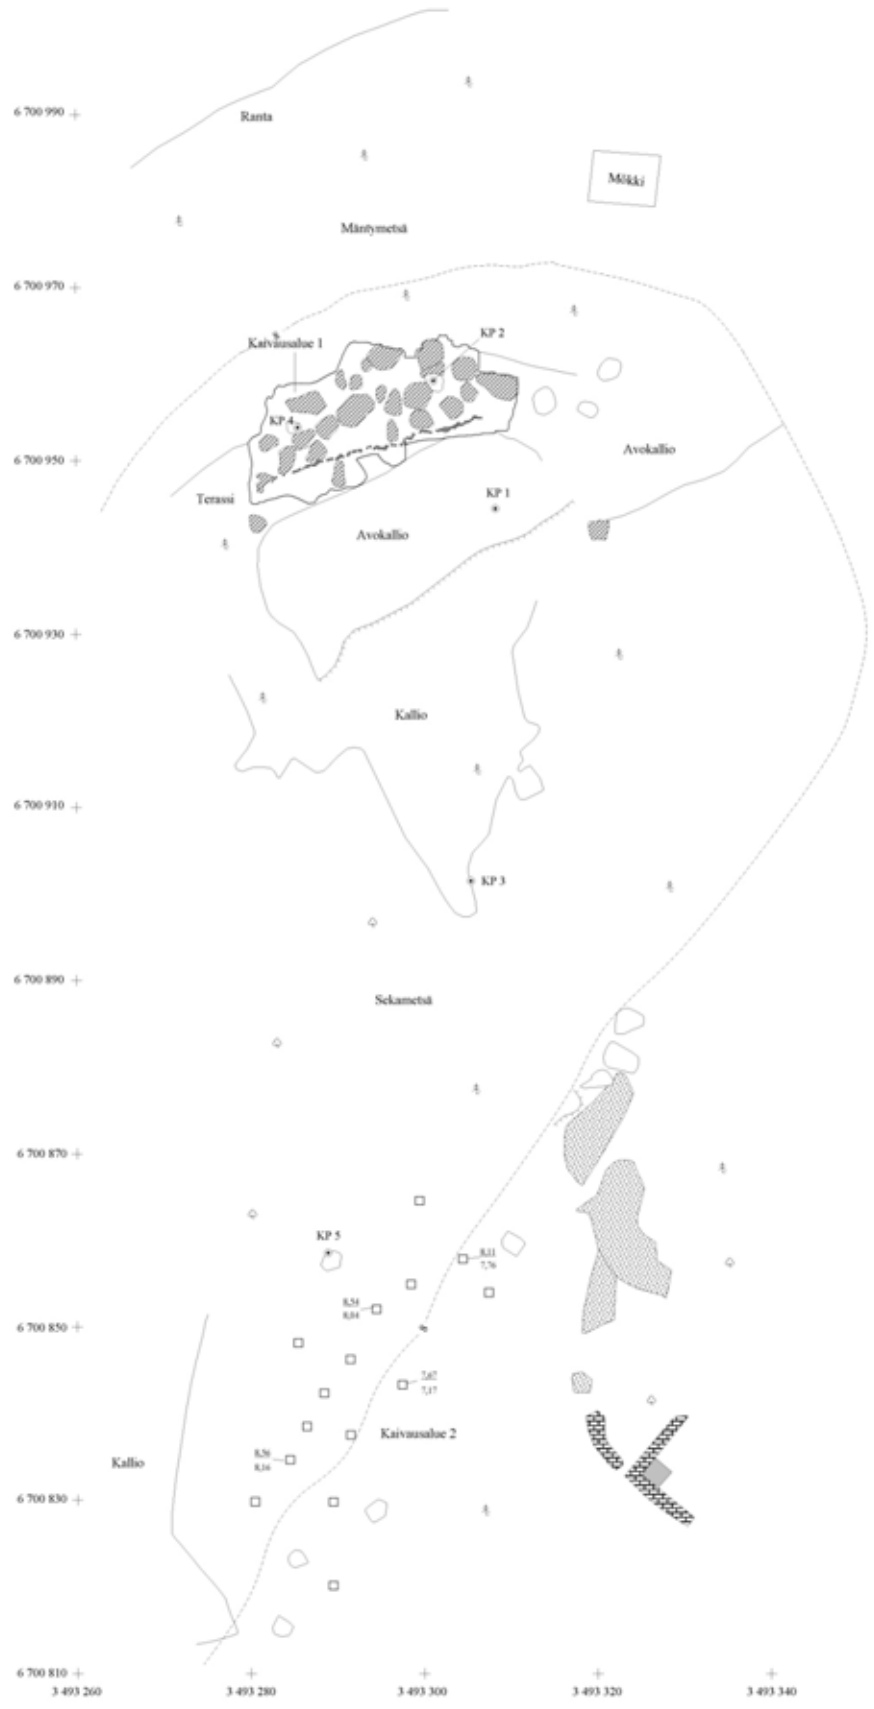 6 700 990
Ranta
Mökki
Mäntymetsä
6 700 970
KP 2
Kaivausalue 1
KP 4
6 700 950
Avokallio
Terassi
KP 1
Avokallio
6 700 930
Kallio
6 700 910
KP 3
6 700 890
Sekametsä
6 700 870
KP 5
8,11
7,76
8,54
8,04
6 700 850
7,67
7,17
Kaivausalue 2
8,56
8,16
Kallio
6 700 830
6 700 810
3 493 260
3 493 280
3 493 300
3 493 320
3 493 340